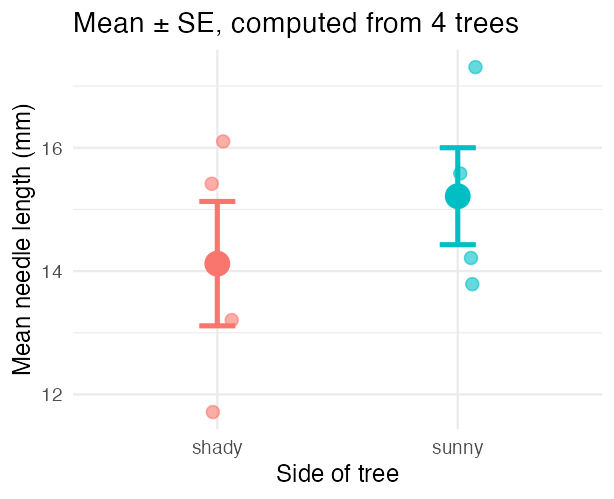 Mean ± SE, computed from 4 trees
Mean needle length (mm)
16
14
12
shady
sunny
Side of tree